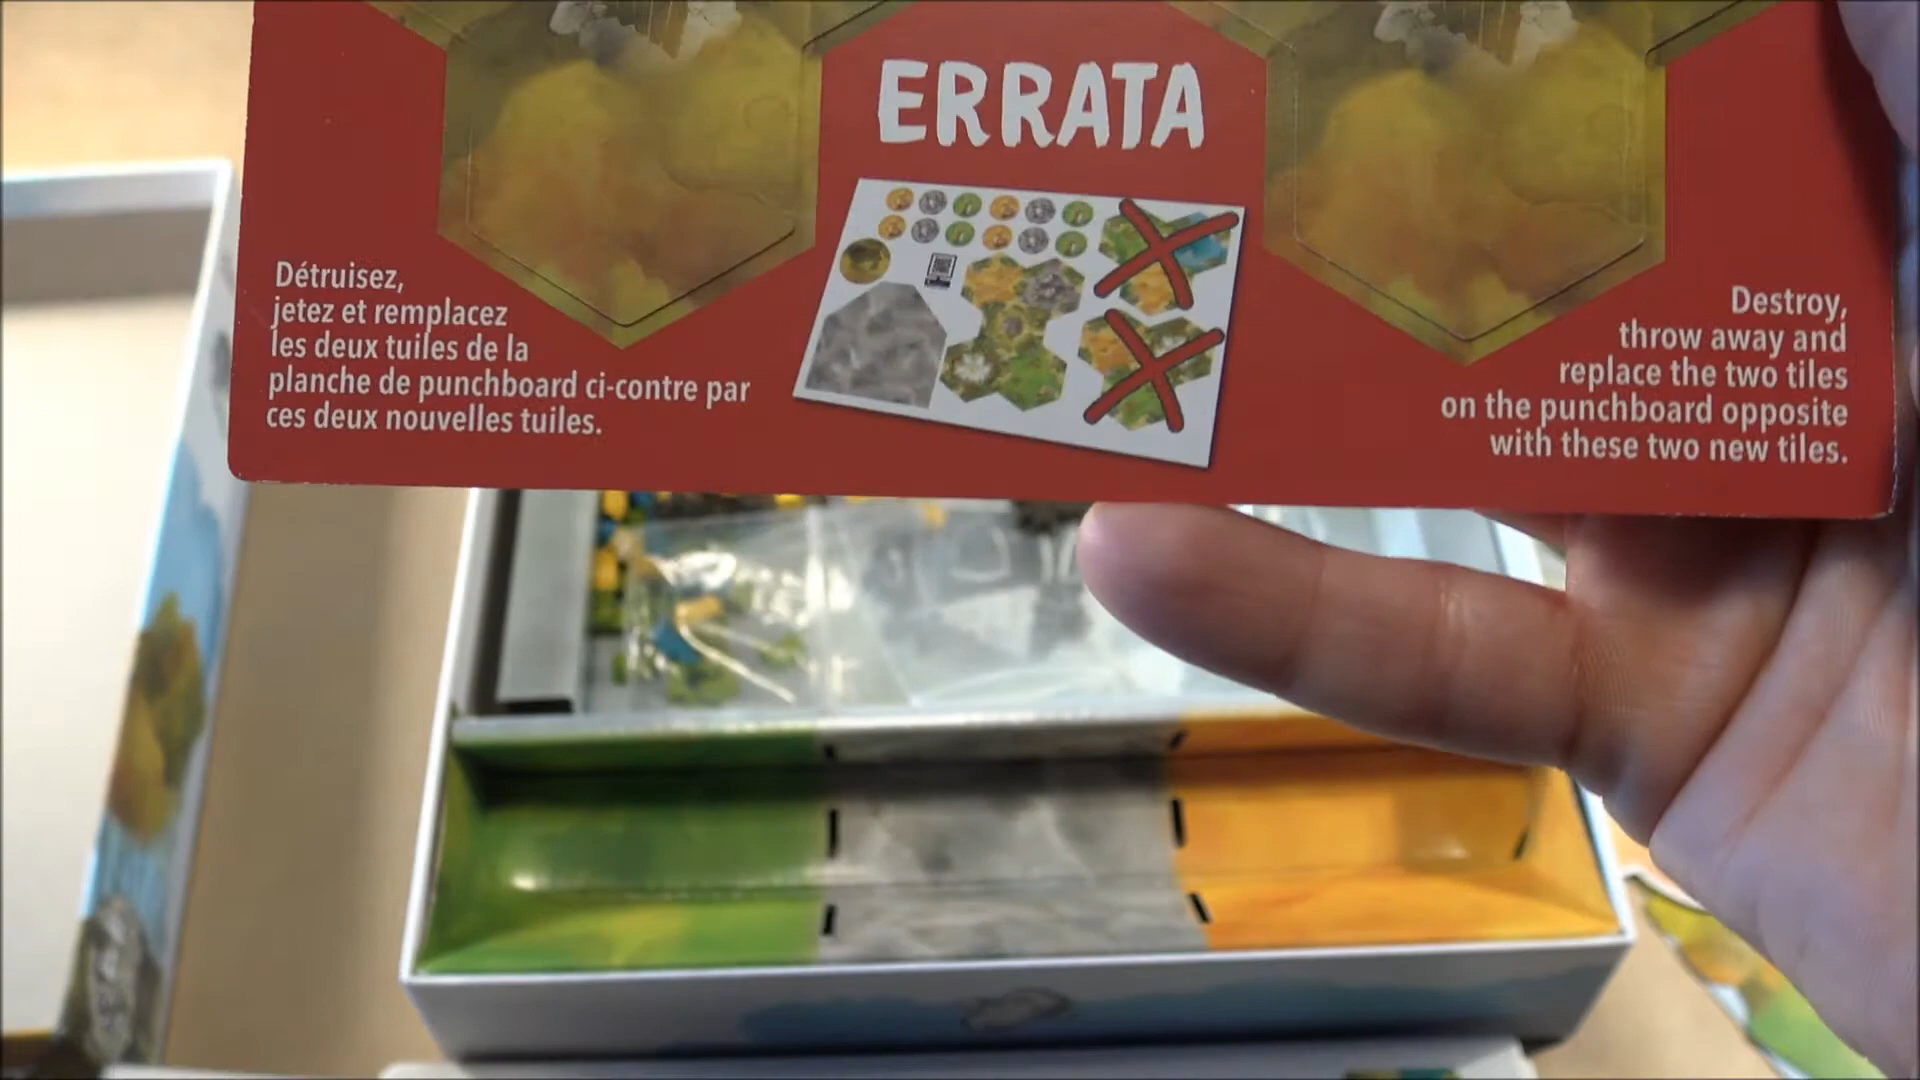 ERRATA
Détruisez,
jetez et remplacez
les deux tuiles de la
planche de punchboard ci-contre par
ces deux nouvelles tuiles.
Destroy,
throw away and
replace the two tiles
on the punchboard opposite
with these two new tiles.